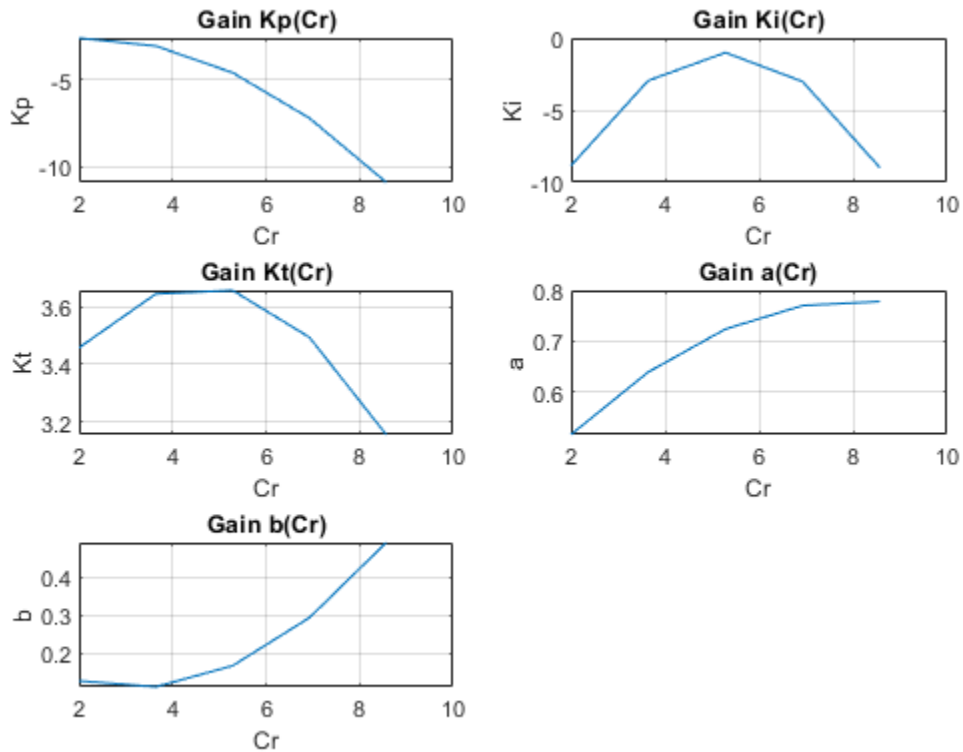 Gain Kp(Cr)
Kp
-5
-10
2 4 6 8 10
Cr
Gain Ki(Cr)
Ki
0
-5
-10
2 4 6 8 10
Cr
Gain Kt(Cr)
Kt
3.6
3.4
3.2
2 4 6 8 10
Cr
Gain a(Cr)
a
0.8
0.7
0.6
2 4 6 8 10
Cr
Gain b(Cr)
b
0.4
0.3
0.2
2 4 6 8 10
Cr